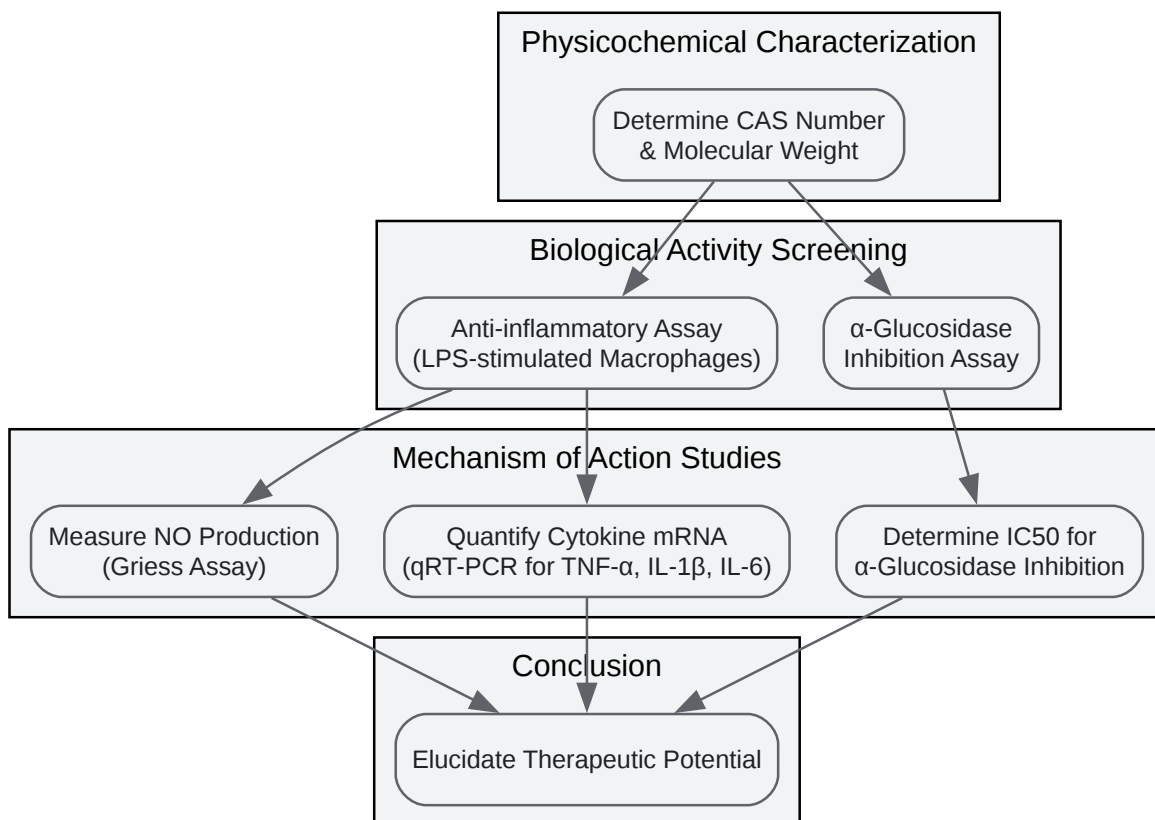 Physicochemical Characterization
Determine CAS Number
& Molecular Weight
Biological Activity Screening
Anti-inflammatory Assay
(LPS-stimulated Macrophages)
α-Glucosidase
Inhibition Assay
Mechanism of Action Studies
Measure NO Production
(Griess Assay)
Quantify Cytokine mRNA
(qRT-PCR for TNF-α, IL-1β, IL-6)
Determine IC50 for
α-Glucosidase Inhibition
Conclusion
Elucidate Therapeutic Potential